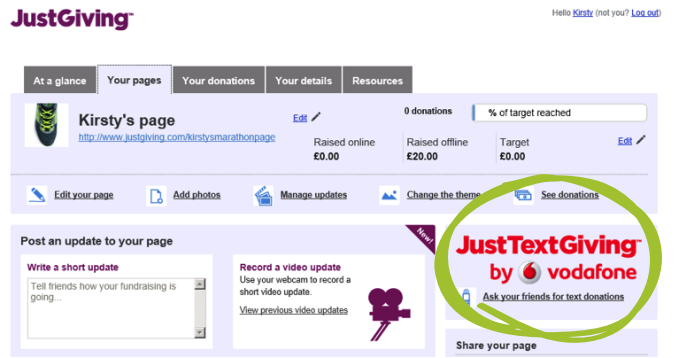 JustGiving™
Hello Kirsty (not you? Log out)
At a glance
Your pages
Your donations
Your details
Resources
Kirsty's page
Edit
http://www.justgiving.com/kirstysmarathonpage
0 donations
% of target reached
Raised online
£0.00
Raised offline
£20.00
Target
£0.00
Edit
Edit your page
Add photos
Manage updates
Change the theme
See donations
Post an update to your page
New!
Write a short update
Tell friends how your fundraising is
going...
Record a video update
Use your webcam to record a
short video update.
View previous video updates
JustTextGiving™
by vodafone
Ask your friends for text donations
Share your page